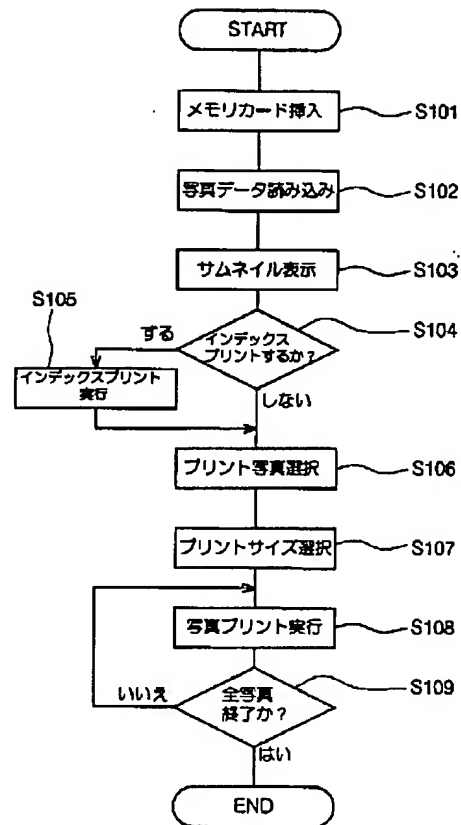 START
メモリカード挿入
S101
写真データ読み込み
S102
サムネイル表示
S103
インデックス
プリントするか?
S104
する
しない
S105
インデックスプリント
実行
プリント写真選択
S106
プリントサイズ選択
S107
写真プリント実行
S108
全写真
終了か?
S109
いいえ
はい
END